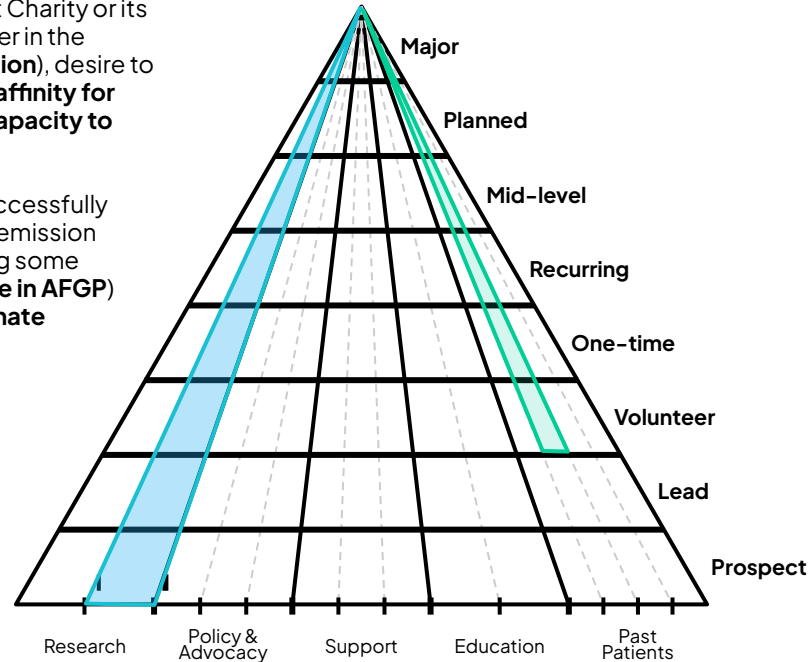 Charity or its
er in the
ion), desire to
affinity for
apacity to
ccessfully
emission
g some
e in AFGP)
nate
Major
Planned
Mid-level
Recurring
One-time
Volunteer
Lead
Prospect
Research
Policy &
Advocacy
Support
Education
Past
Patients